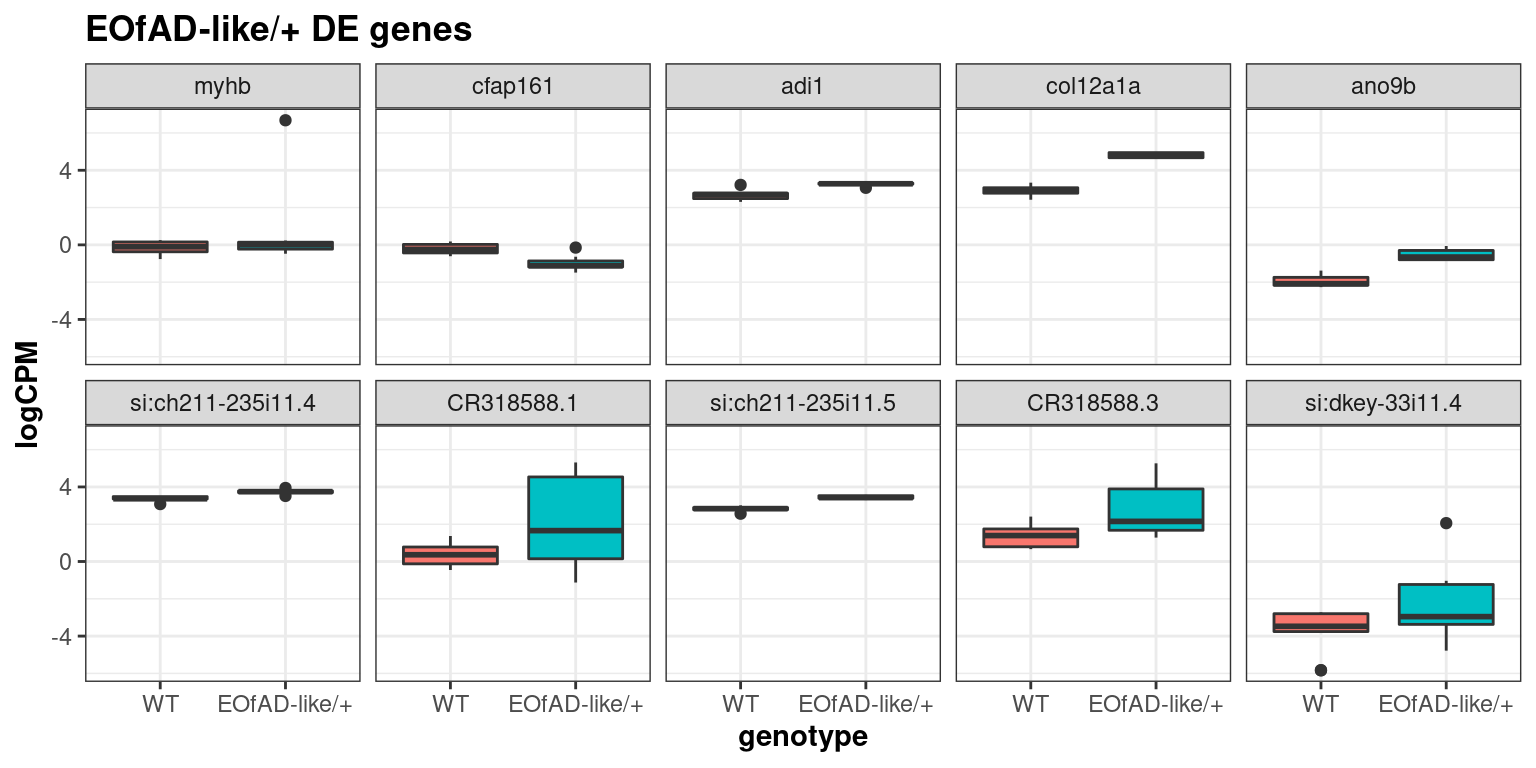 EOfAD-like/+ DE genes
myhb
cfap161
adi1
col12a1a
ano9b
4
0
-4
logCPM
si:ch211-235i11.4
CR318588.1
si:ch211-235i11.5
CR318588.3
si:dkey-33i11.4
4
0
-4
WT
EOfAD-like/+
WT
EOfAD-like/+
WT
EOfAD-like/+
WT
EOfAD-like/+
WT
EOfAD-like/+
genotype